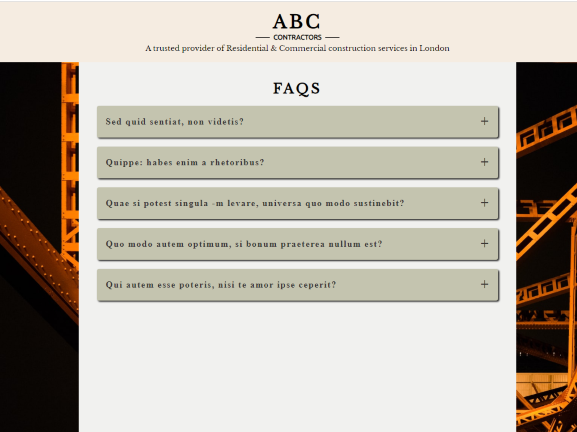 ABC
CONTRACTORS
A trusted provider of Residential & Commercial construction services in London
FAQS
Sed quid sentiat, non videtis?
Quippe: habes enim a rhetoribus?
Quae si potest singula -m levare, universa quo modo sustinebit?
Quo modo autem optimum, si bonum praeterea nullum est?
Qui autem esse poteris, nisi te amor ipse ceperit?